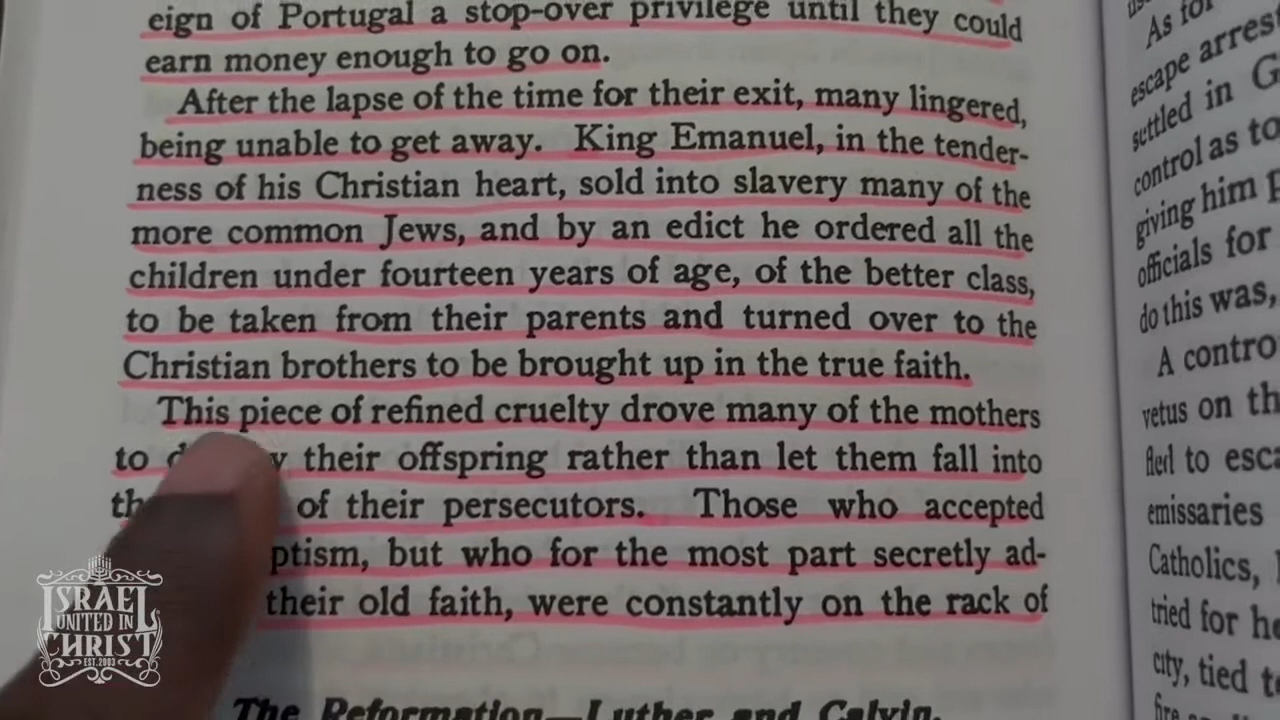 eign of Portugal a stop-over privilege until they could
earn money enough to go on.
After the lapse of the time for their exit, many lingered,
being unable to get away. King Emanuel, in the tender-
ness of his Christian heart, sold into slavery many of the
more common Jews, and by an edict he ordered all the
children under fourteen years of age, of the better class,
to be taken from their parents and turned over to the
Christian brothers to be brought up in the true faith.
This piece of refined cruelty drove many of the mothers
to their offspring rather than let them fall into
of their persecutors. Those who accepted
ptism, but who for the most part secretly ad-
their old faith, were constantly on the rack of
The Reformation—Luther and Calvin.
As for
escape arres
settled in G
control as to
giving him p
officials for
do this was,
A contro
vetus on th
fled to esca
emissaries
Catholics,
tried for he
city, tied t
fire
ISRAEL
UNITED IN
CHRIST
EST. 2003